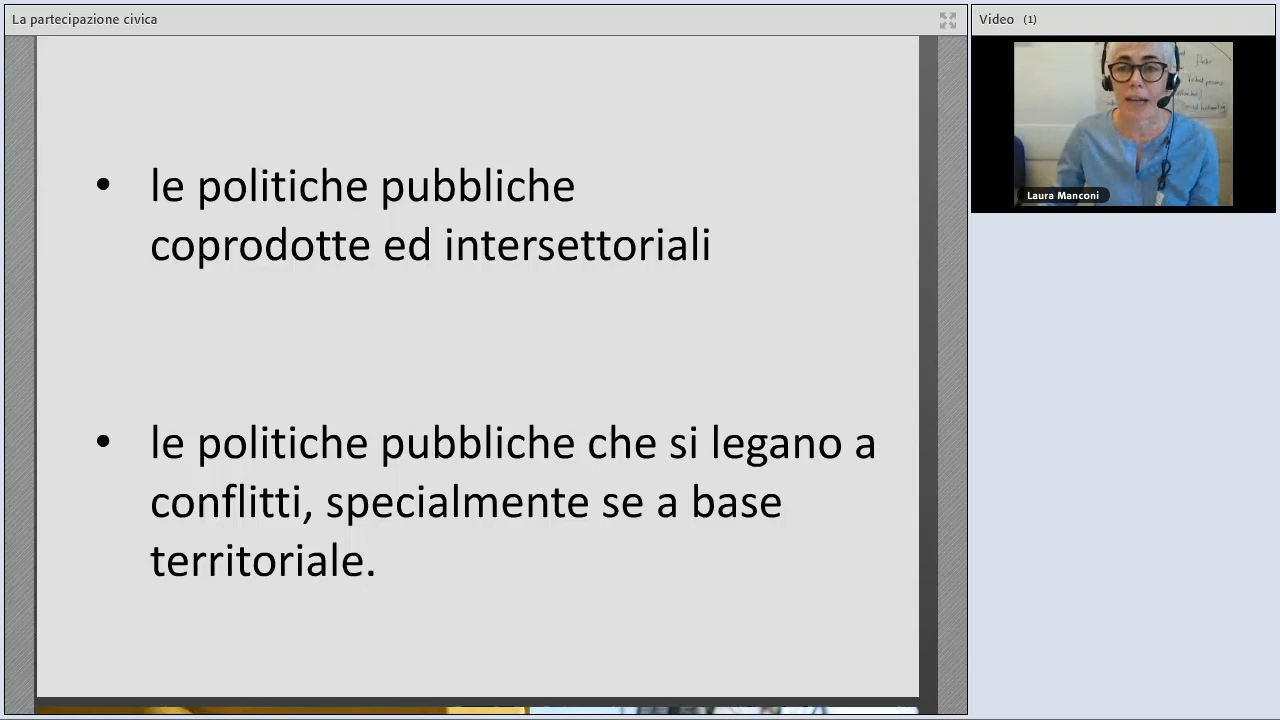 La partecipazione civica
Video (1)
• le politiche pubbliche
coprodotte ed intersettoriali
• le politiche pubbliche che si legano a
conflitti, specialmente se a base
territoriale.
Laura Manconi